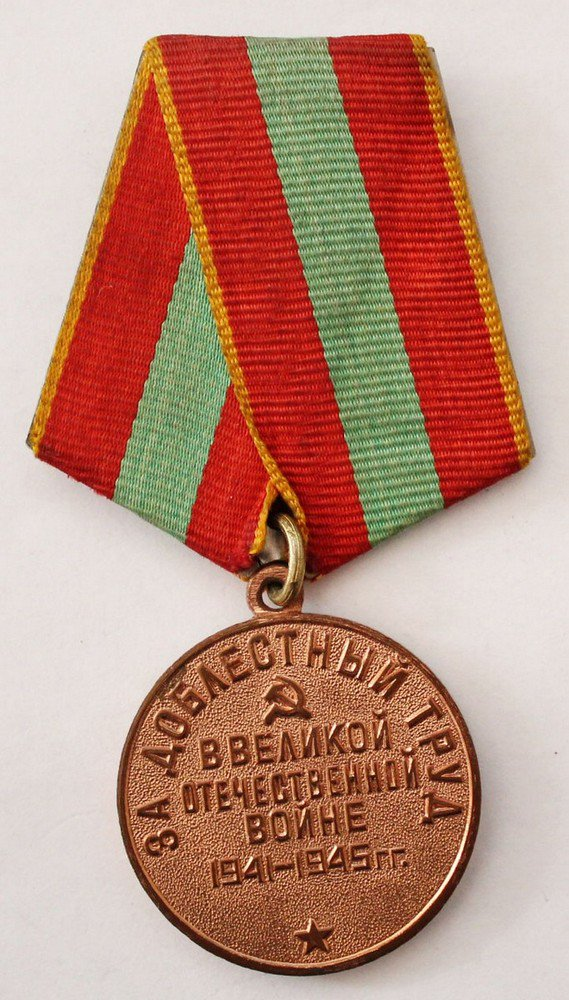 ЗА ДОБЛЕСТНЫЙ ТРУД
В ВЕЛИКОЙ
ОТЕЧЕСТВЕННОЙ
ВОЙНЕ
1941–1945 гг.